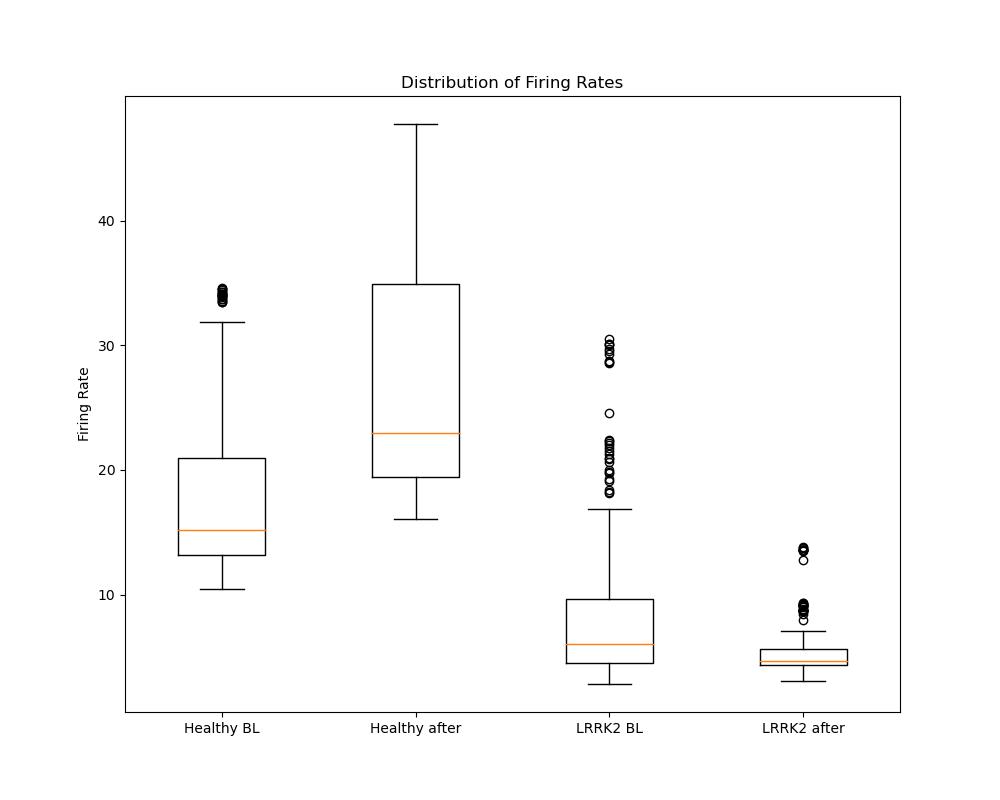 Distribution of Firing Rates
Firing Rate
40
30
20
10
Healthy BL
Healthy after
LRRK2 BL
LRRK2 after